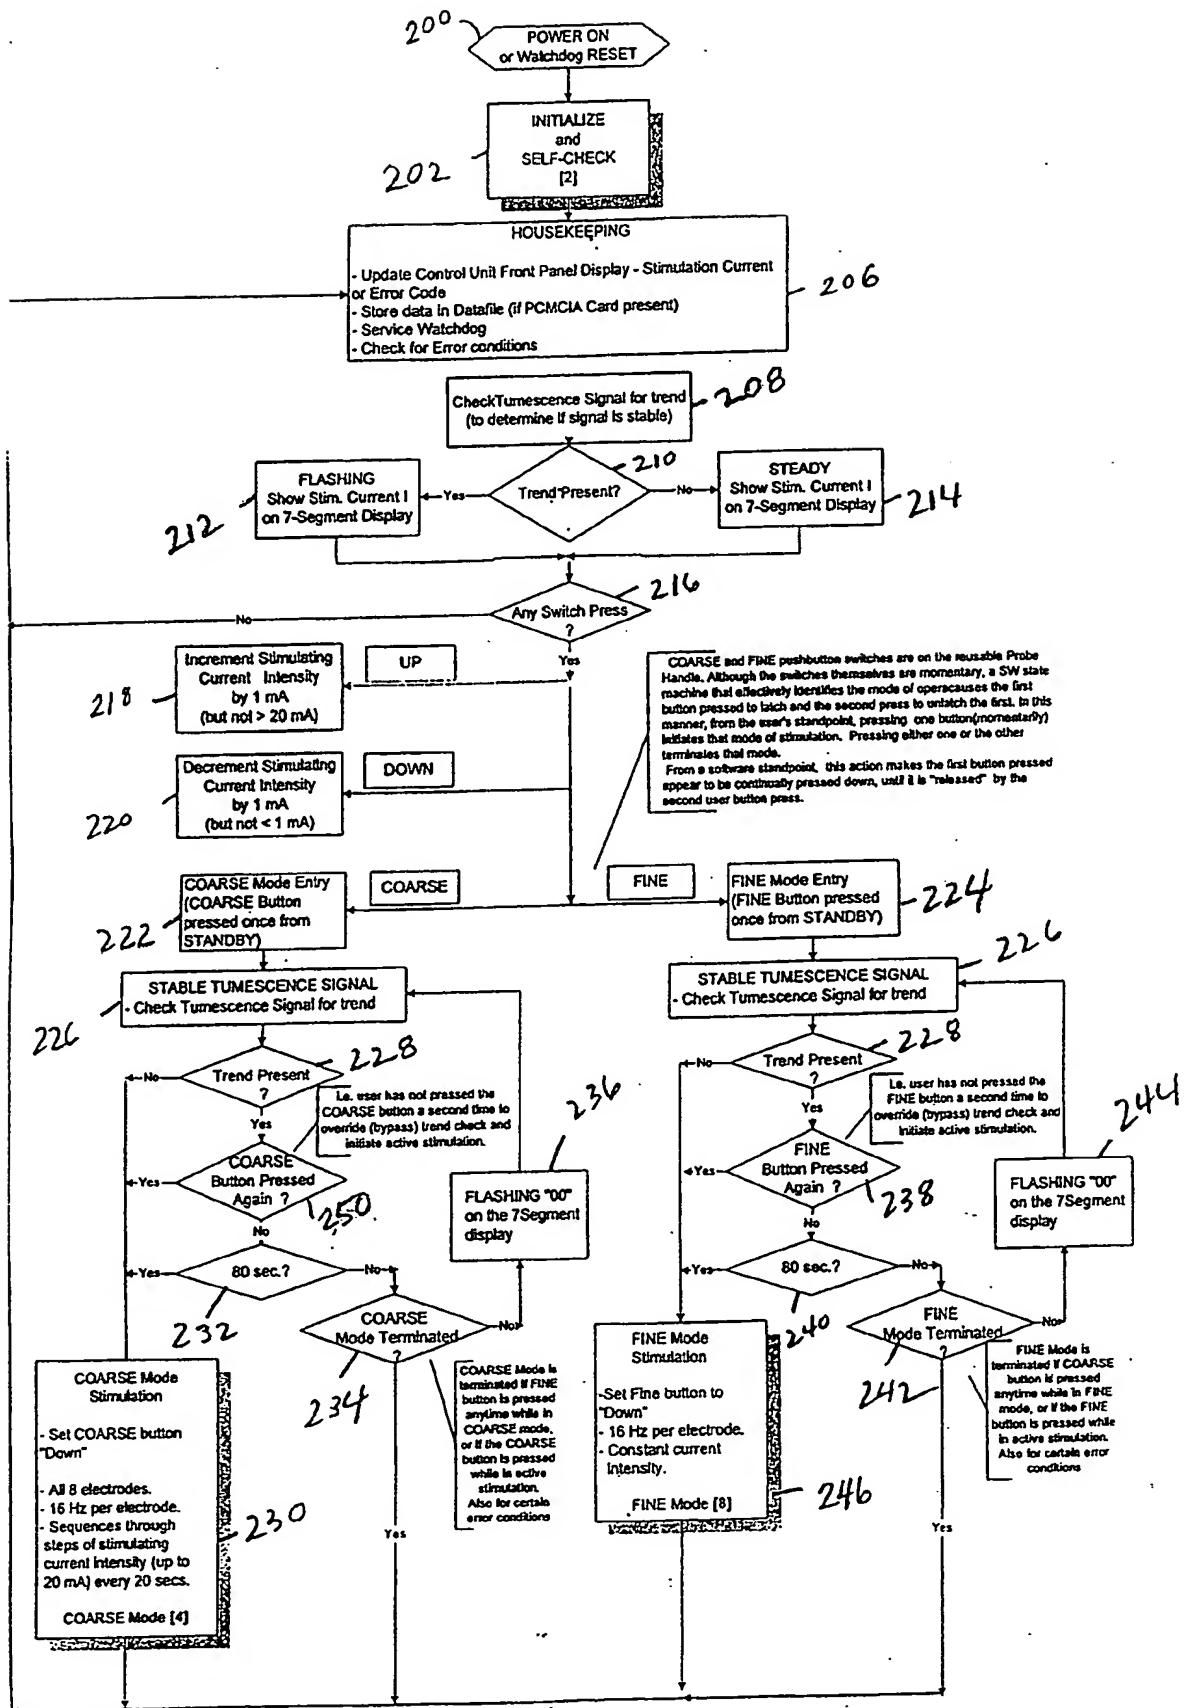 200
POWER ON
or Watchdog RESET
INITIALIZE
and
SELF-CHECK
[2]
202
HOUSEKEEPING
- Update Control Unit Front Panel Display - Stimulation Current
or Error Code
- Store data in Datafile (if PCMCIA Card present)
- Service Watchdog
- Check for Error conditions
206
CheckTumescence Signal for trend
(to determine if signal is stable)
208
Trend Present?
210
Yes
No
FLASHING
Show Stim. Current I
on 7-Segment Display
212
STEADY
Show Stim. Current I
on 7-Segment Display
214
Any Switch Press
?
216
No
Yes
Increment Stimulating
Current Intensity
by 1 mA
(but not > 20 mA)
218
UP
Decrement Stimulating
Current Intensity
by 1 mA
(but not < 1 mA)
220
DOWN
COARSE and FINE pushbutton switches are on the reusable Probe
Handle. Although the switches themselves are momentary, a SW state
machine that effectively identifies the mode of operacauses the first
button pressed to latch and the second press to unlatch the first. In this
manner, from the user's standpoint, pressing one button(momentarily)
initiates that mode of stimulation. Pressing either one or the other
terminates that mode.
From a software standpoint, this action makes the first button pressed
appear to be continually pressed down, until it is "released" by the
second user button press.
COARSE Mode Entry
(COARSE Button
pressed once from
STANDBY)
222
COARSE
FINE
FINE Mode Entry
(FINE Button pressed
once from STANDBY)
224
STABLE TUMESCENCE SIGNAL
- Check Tumescence Signal for trend
226
STABLE TUMESCENCE SIGNAL
- Check Tumescence Signal for trend
226
Trend Present
?
228
No
Yes
I.e. user has not pressed the
COARSE button a second time to
override (bypass) trend check and
initiate active stimulation.
236
Trend Present
?
228
No
Yes
I.e. user has not pressed the
FINE button a second time to
override (bypass) trend check and
initiate active stimulation.
244
COARSE
Button Pressed
Again ?
250
Yes
No
FLASHING "00"
on the 7Segment
display
FINE
Button Pressed
Again ?
238
Yes
No
FLASHING "00"
on the 7Segment
display
80 sec.?
232
Yes
No
80 sec.?
240
Yes
No
COARSE
Mode Terminated
?
234
No
Yes
COARSE Mode is
terminated if FINE
button is pressed
anytime while in
COARSE mode,
or if the COARSE
button is pressed
while in active
stimulation.
Also for certain
error conditions
FINE
Mode Terminated
?
242
No
Yes
FINE Mode is
terminated if COARSE
button is pressed
anytime while in FINE
mode, or if the FINE
button is pressed while
in active stimulation.
Also for certain error
conditions
COARSE Mode
Stimulation
- Set COARSE button
"Down"
- All 8 electrodes.
- 16 Hz per electrode.
- Sequences through
steps of stimulating
current intensity (up to
20 mA) every 20 secs.
COARSE Mode [4]
230
FINE Mode
Stimulation
-Set Fine button to
"Down"
- 16 Hz per electrode.
- Constant current
Intensity.
FINE Mode [8]
246